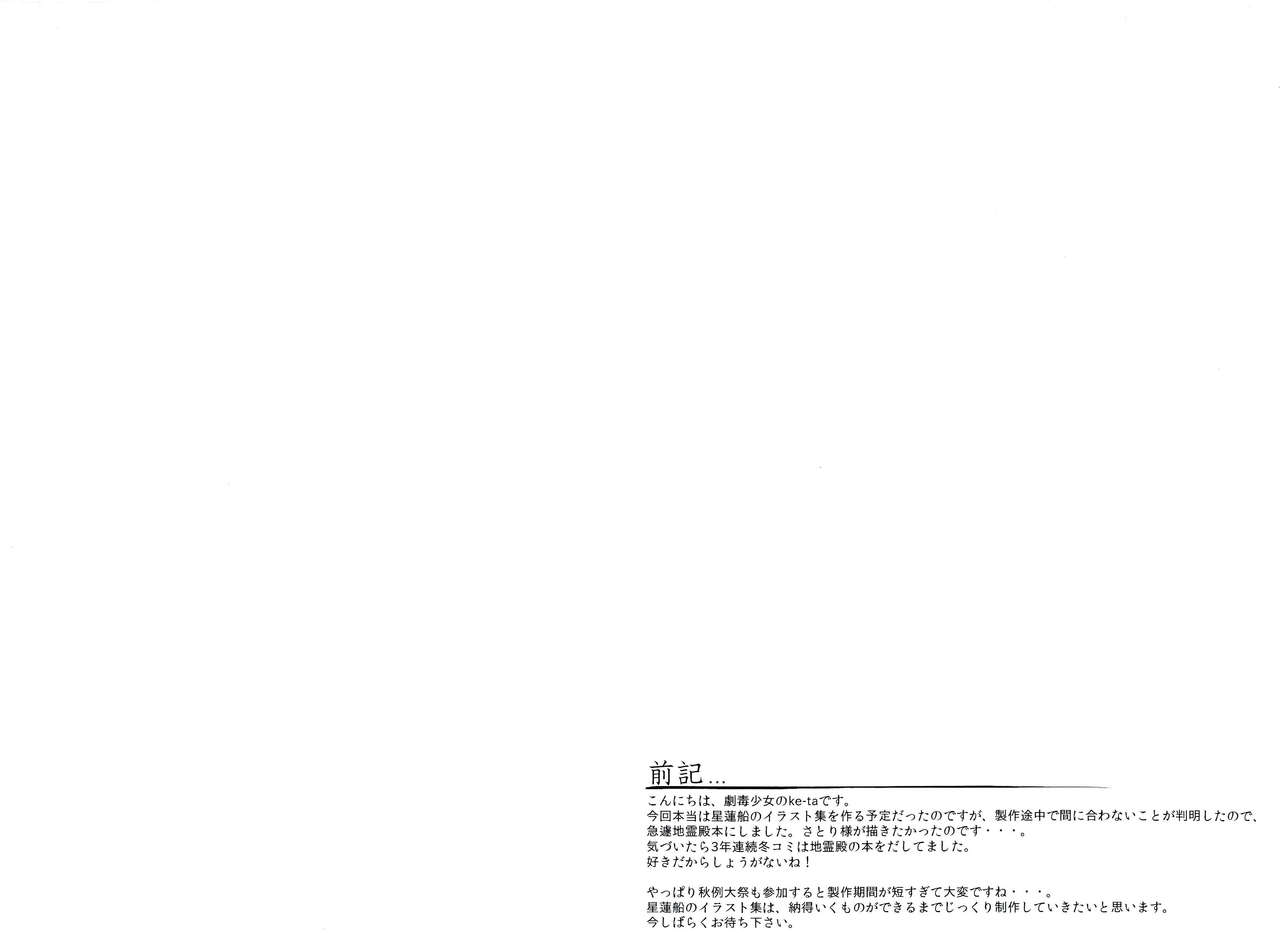 前記...
こんにちは、劇毒少女のke-taです。
今回本当は星蓮船のイラスト集を作る予定だったのですが、製作途中で間に合わないことが判明したので、
急遽地霊殿本にしました。さとり様が描きたかったのです・・・。
気づいたら3年連続冬コミは地霊殿の本をだしてました。
好きだからしょうがないね！
やっぱり秋例大祭も参加すると製作期間が短すぎて大変ですね・・・。
星蓮船のイラスト集は、納得いくものができるまでじっくり制作していきたいと思います。
今しばらくお待ち下さい。